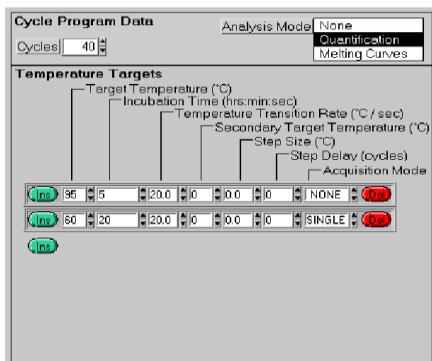 Cycle Program Data
Analysis Mode None
Quantification
Melting Curves
Cycles 40
Temperature Targets
Target Temperature (°C)
Incubation Time (hrs:min:sec)
Temperature Transition Rate (°C / sec)
Secondary Target Temperature (°C)
Step Size (°C)
Step Delay (cycles)
Acquisition Mode
Ins 95 5 20.0 0 0.0 0 NONE Del
Ins 60 20 20.0 0 0.0 0 SINGLE Del
Ins